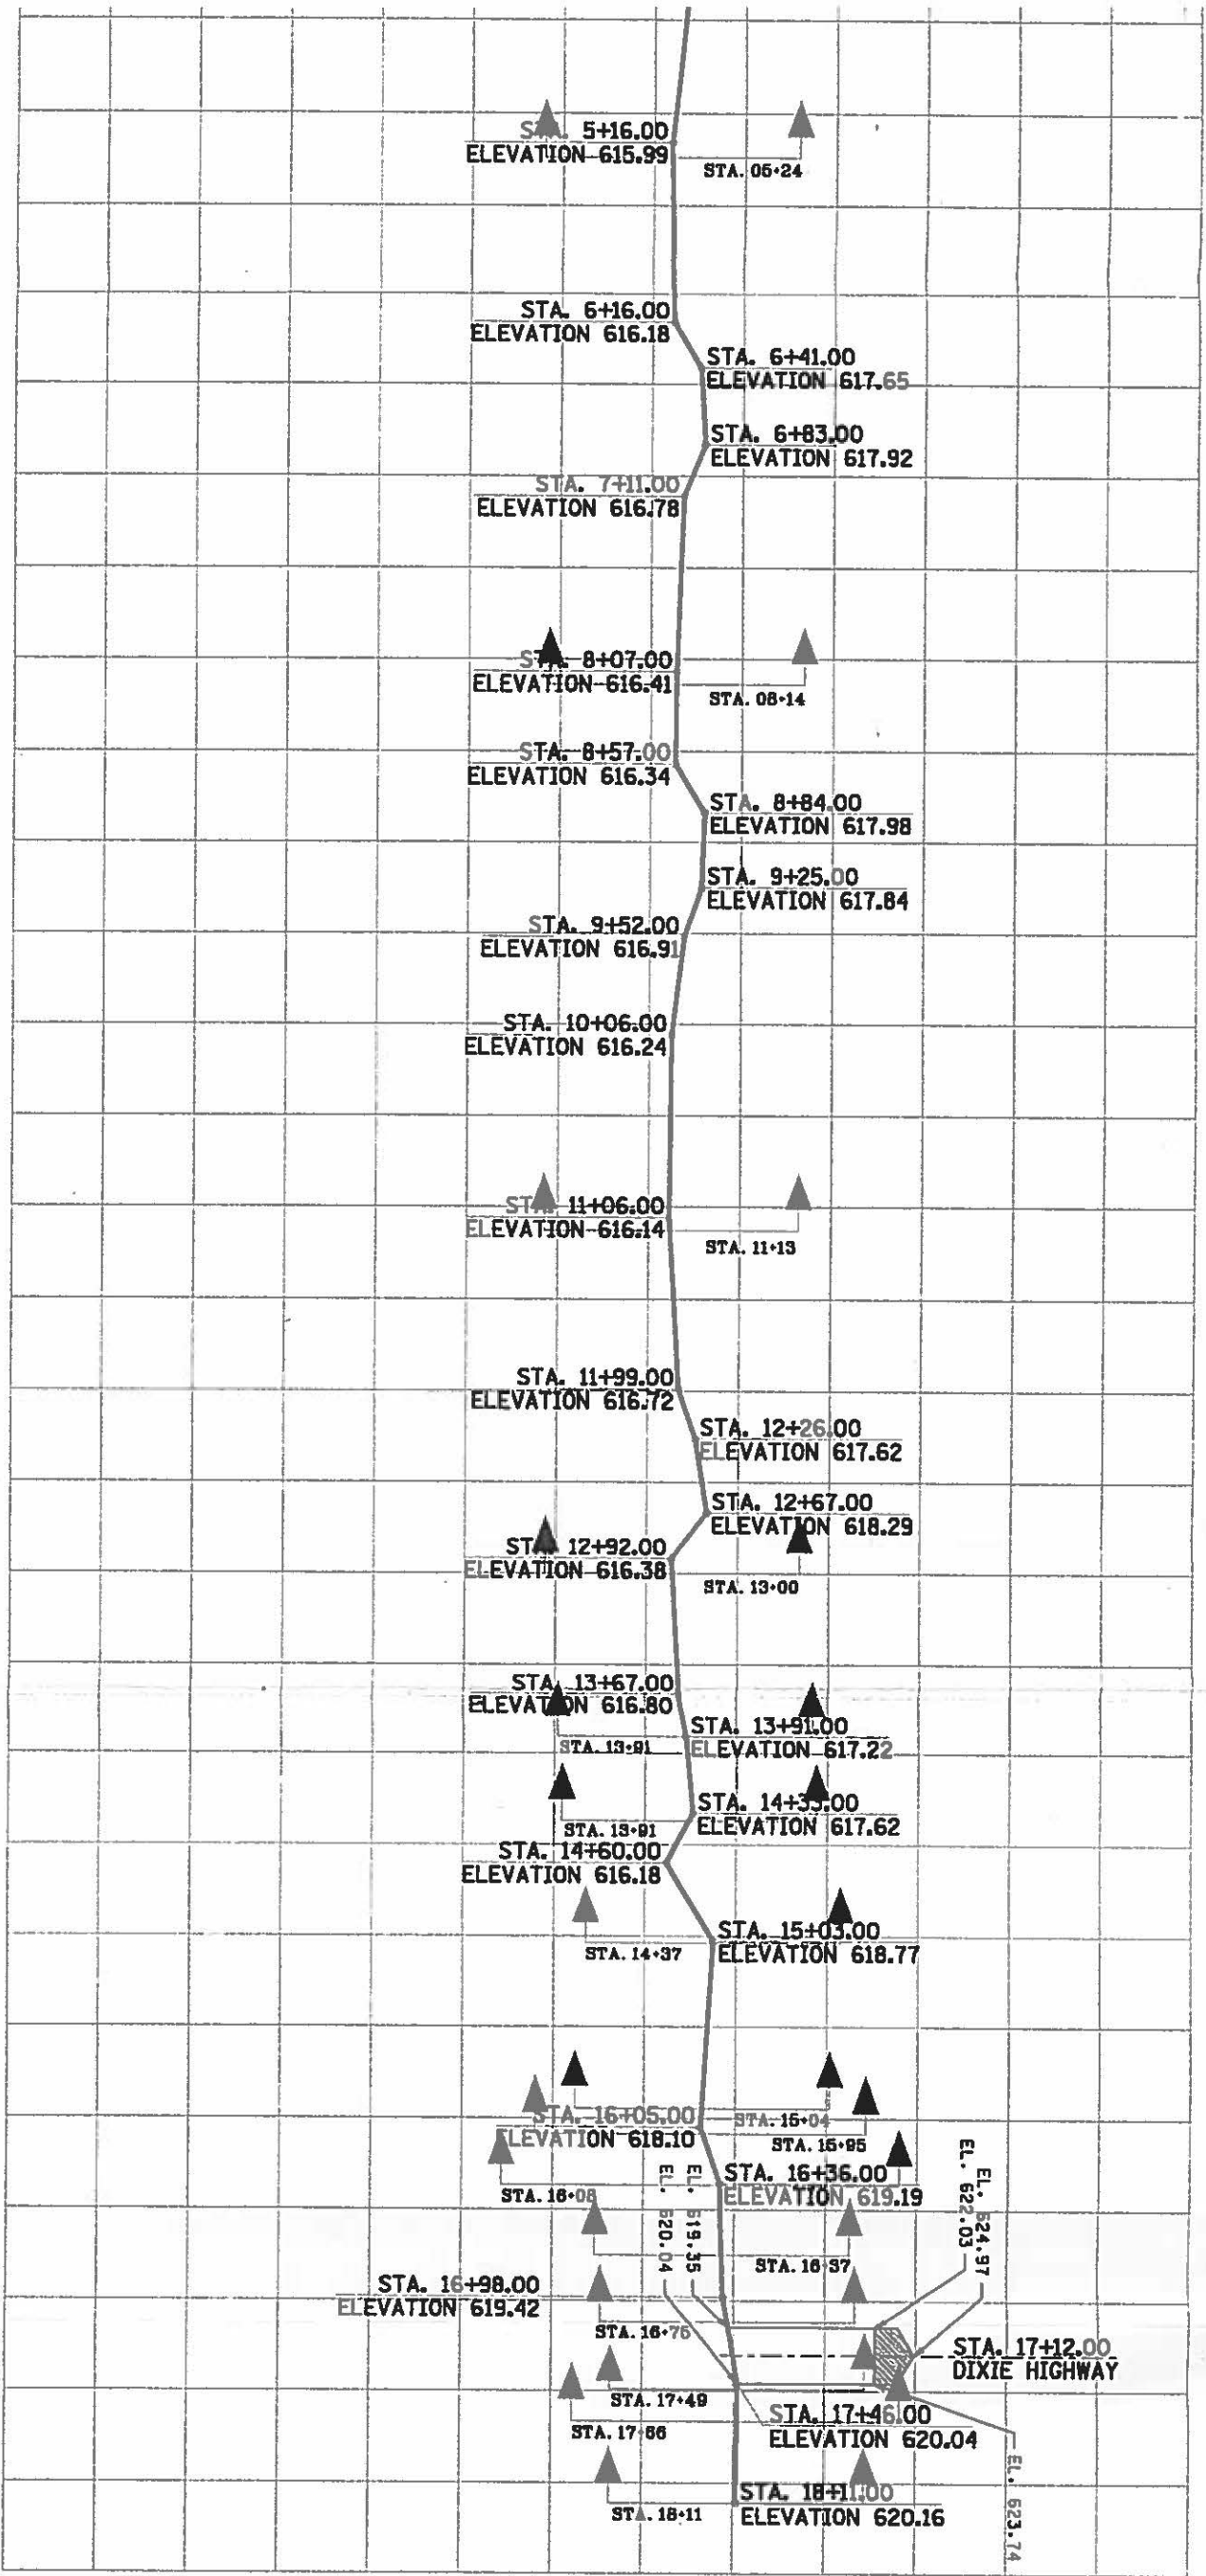 STA. 5+16.00
ELEVATION 615.99
STA. 05+24
STA. 6+16.00
ELEVATION 616.18
STA. 6+41.00
ELEVATION 617.65
STA. 6+83.00
ELEVATION 617.92
STA. 7+11.00
ELEVATION 616.78
STA. 8+07.00
ELEVATION 616.41
STA. 08+14
STA. 8+57.00
ELEVATION 616.34
STA. 8+84.00
ELEVATION 617.98
STA. 9+25.00
ELEVATION 617.84
STA. 9+52.00
ELEVATION 616.91
STA. 10+06.00
ELEVATION 616.24
STA. 11+06.00
ELEVATION 616.14
STA. 11+13
STA. 11+99.00
ELEVATION 616.72
STA. 12+26.00
ELEVATION 617.62
STA. 12+67.00
ELEVATION 618.29
STA. 12+92.00
ELEVATION 616.38
STA. 13+00
STA. 13+67.00
ELEVATION 616.80
STA. 13+91.00
ELEVATION 617.22
STA. 13+91
STA. 14+35.00
ELEVATION 617.62
STA. 13+91
STA. 14+60.00
ELEVATION 616.18
STA. 15+03.00
ELEVATION 618.77
STA. 14+37
STA. 16+05.00
ELEVATION 618.10
STA. 15+04
STA. 15+95
STA. 16+36.00
ELEVATION 619.19
STA. 16+08
EL. 620.04
EL. 619.35
EL. 622.03
EL. 624.97
STA. 16+37
STA. 16+98.00
ELEVATION 619.42
STA. 16+75
STA. 17+12.00
DIXIE HIGHWAY
STA. 17+49
STA. 17+46.00
ELEVATION 620.04
STA. 17+66
EL. 623.74
STA. 18+11.00
ELEVATION 620.16
STA. 18+11